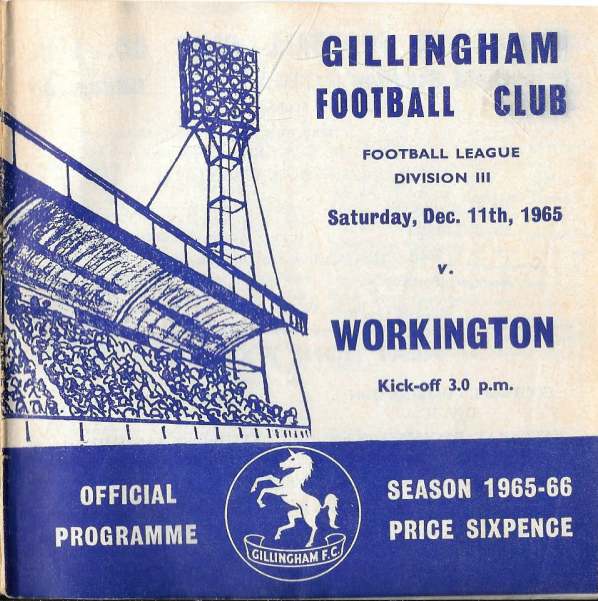 GILLINGHAM
FOOTBALL CLUB
FOOTBALL LEAGUE
DIVISION III
Saturday, Dec. 11th, 1965
v.
WORKINGTON
Kick-off 3.0 p.m.
OFFICIAL
PROGRAMME
GILLINGHAM F.C.
SEASON 1965-66
PRICE SIXPENCE